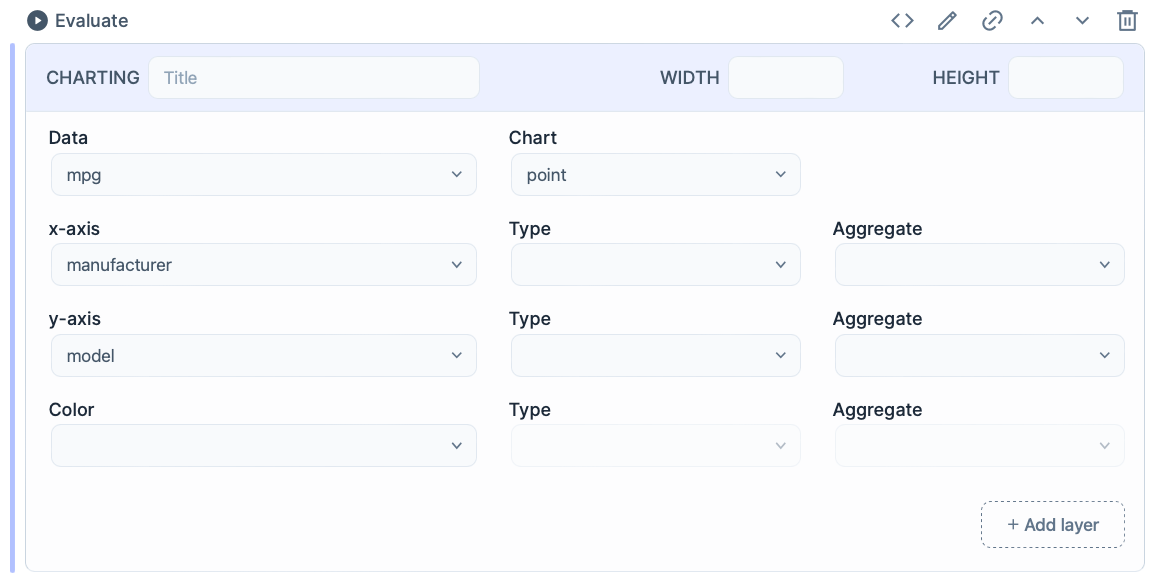 Evaluate
CHARTING Title WIDTH HEIGHT
Data Chart
mpg point
x-axis Type Aggregate
manufacturer
y-axis Type Aggregate
model
Color Type Aggregate
+ Add layer